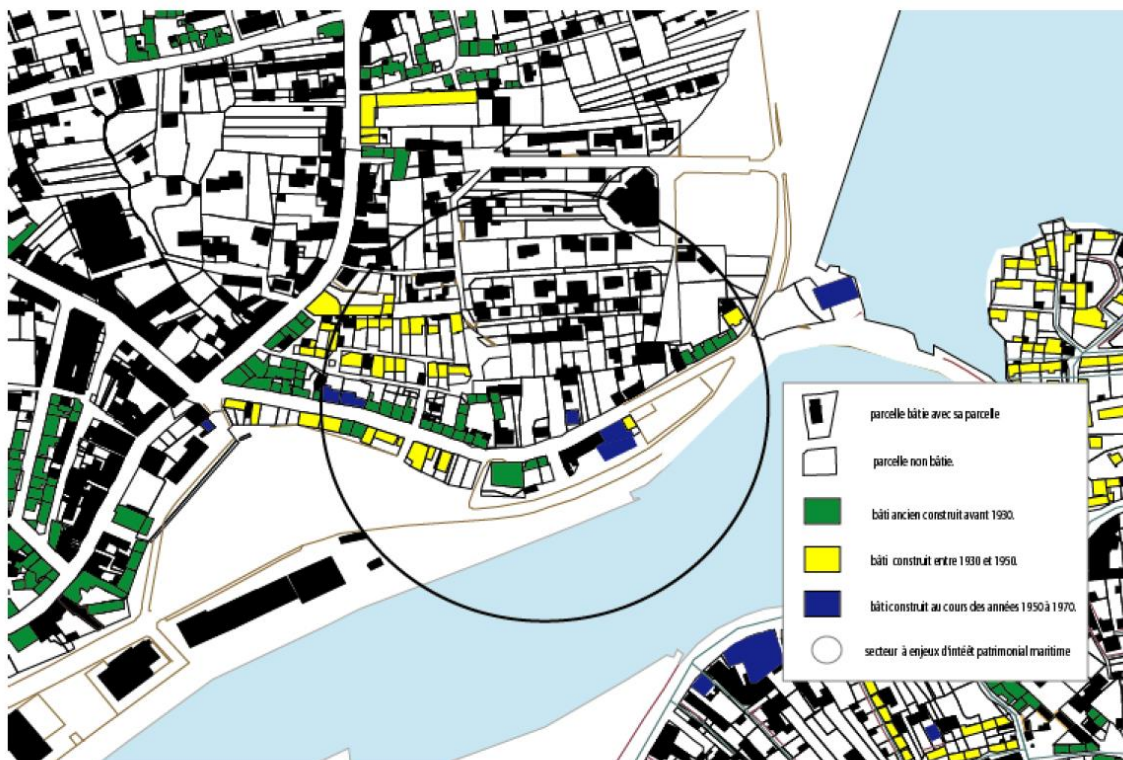 parcelle bâtie avec sa parcelle
parcelle non bâtie.
bâti ancien construit avant 1930.
bâti construit entre 1930 et 1950.
bâti construit au cours des années 1950 à 1970.
secteur à enjeux d'intéêt patrimonial maritime